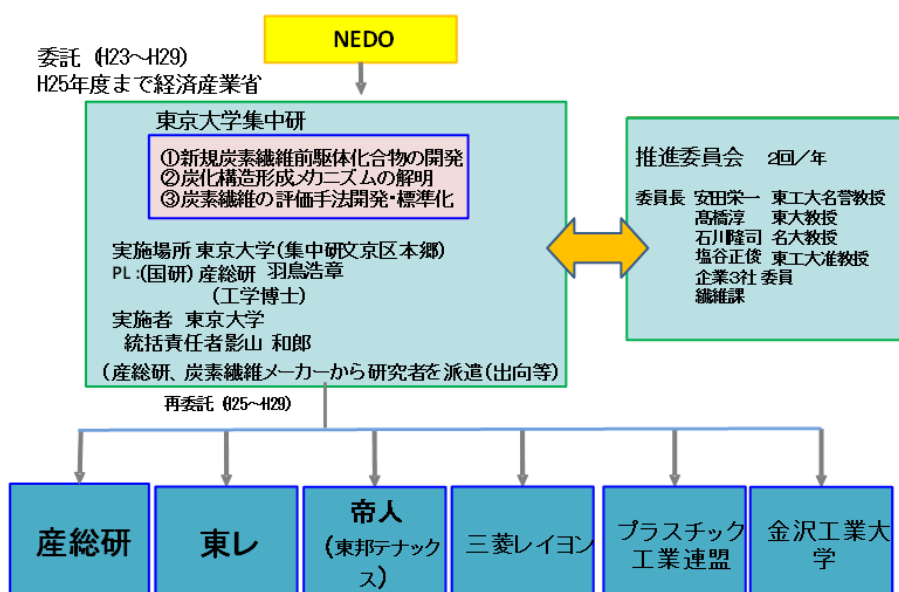 NEDO
委託 (H23～H29)
H25年度まで経済産業省
東京大学集中研
①新規炭素繊維前駆体化合物の開発
②炭化構造形成メカニズムの解明
③炭素繊維の評価手法開発・標準化
実施場所 東京大学(集中研文京区本郷)
PL:(国研) 産総研 羽鳥浩章
(工学博士)
実施者 東京大学
統括責任者影山 和郎
(産総研、炭素繊維メーカーから研究者を派遣(出向等)
推進委員会 2回/年
委員長 安田栄一 東工大名誉教授
髙橋淳 東大教授
石川隆司 名大教授
塩谷正俊 東工大准教授
企業3社 委員
繊維課
再委託 (H25～H29)
産総研
東レ
帝人
(東邦テナック
ス)
三菱レイヨン
プラスチック
工業連盟
金沢工業大
学